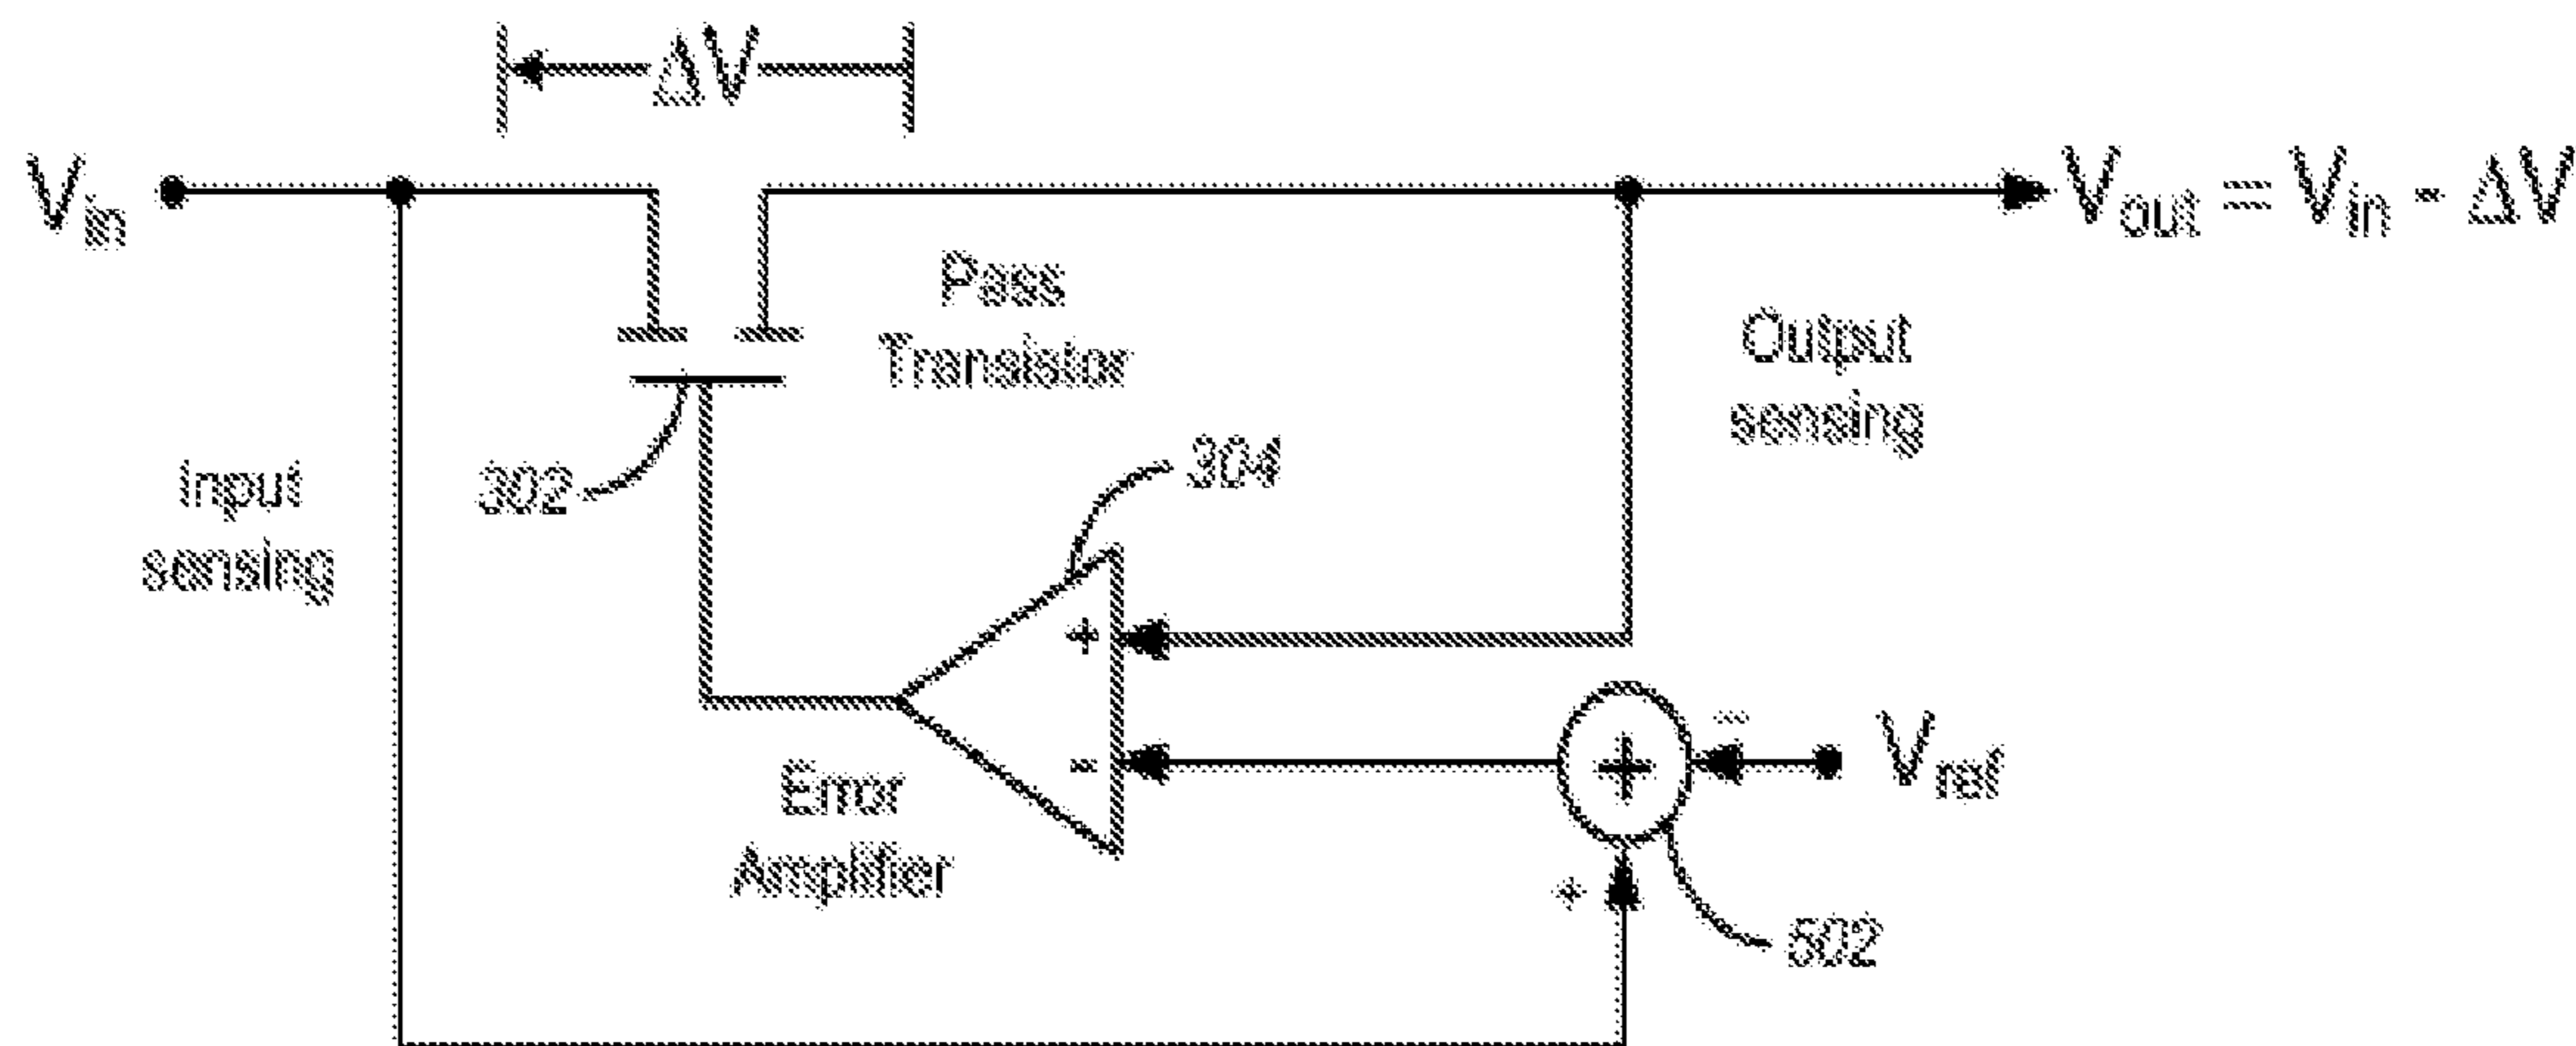 ΔV
Vin
Vout = Vin - ΔV
Pass
Transistor
Output
sensing
Input
sensing
302
304
+
-
Error
Amplifier
+
-
Vref
+
502